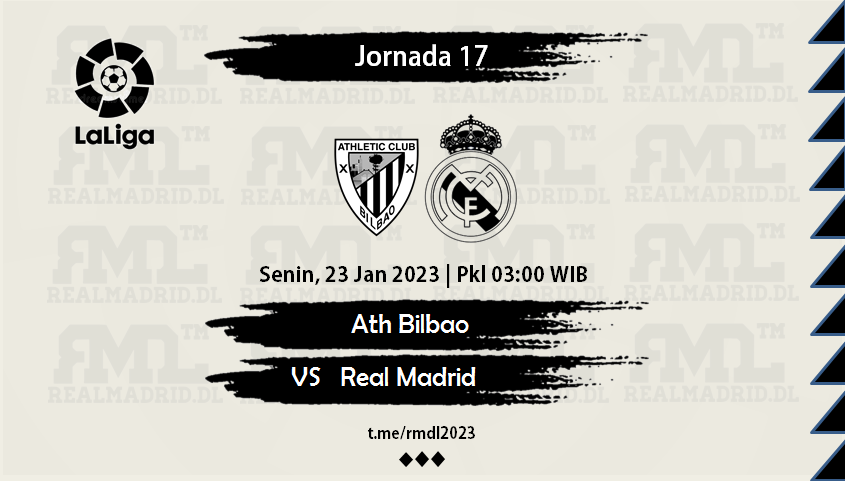 Jornada 17
LaLiga
ATHLETIC CLUB
BILBAO
Senin, 23 Jan 2023 | Pkl 03:00 WIB
Ath Bilbao
VS Real Madrid
t.me/rmdl2023
RMDL™
REALMADRID.DL